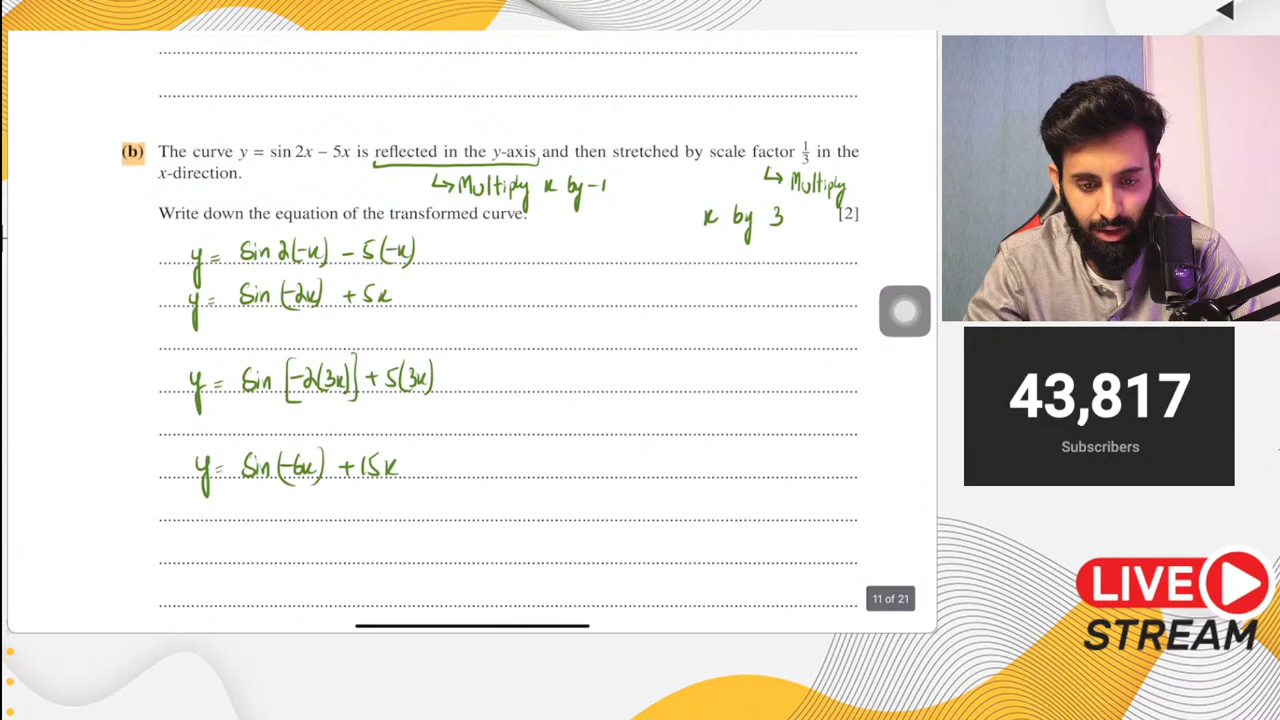 (b) The curve y = sin 2x − 5x is reflected in the y-axis and then stretched by scale factor 1/3 in the
x-direction.
↳ Multiply x by -1
↳ Multiply
x by 3
Write down the equation of the transformed curve.
[2]
y = sin 2(-x) - 5(-x)
y = sin (-2x) + 5x
y = sin [-2(3x)] + 5(3x)
y = sin (-6x) + 15x
11 of 21
43,817
Subscribers
LIVE
STREAM